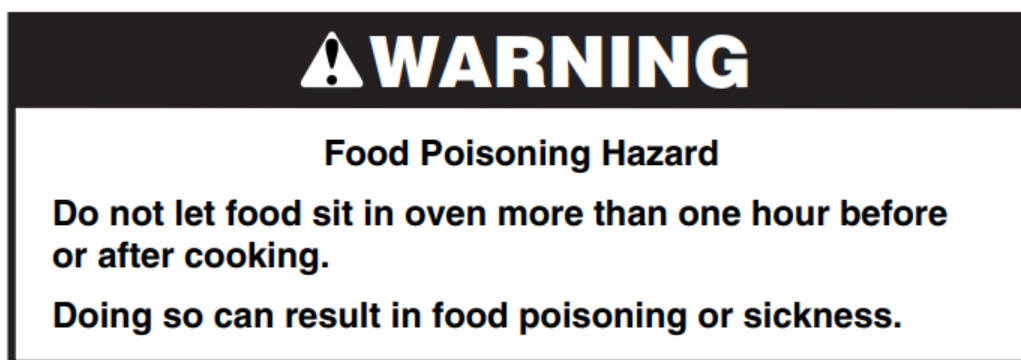 WARNING
Food Poisoning Hazard
Do not let food sit in oven more than one hour before
or after cooking.
Doing so can result in food poisoning or sickness.